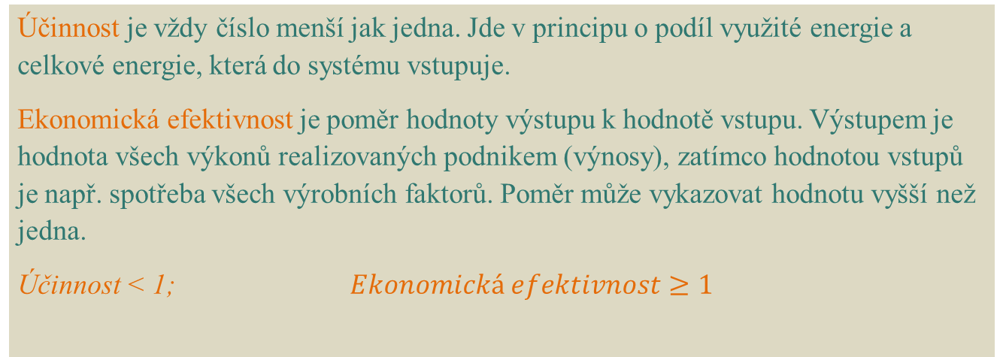 Účinnost je vždy číslo menší jak jedna. Jde v principu o podíl využité energie a
celkové energie, která do systému vstupuje.
Ekonomická efektivnost je poměr hodnoty výstupu k hodnotě vstupu. Výstupem je
hodnota všech výkonů realizovaných podnikem (výnosy), zatímco hodnotou vstupů
je např. spotřeba všech výrobních faktorů. Poměr může vykazovat hodnotu vyšší než
jedna.
Účinnost < 1; Ekonomická efektivnost ≥ 1